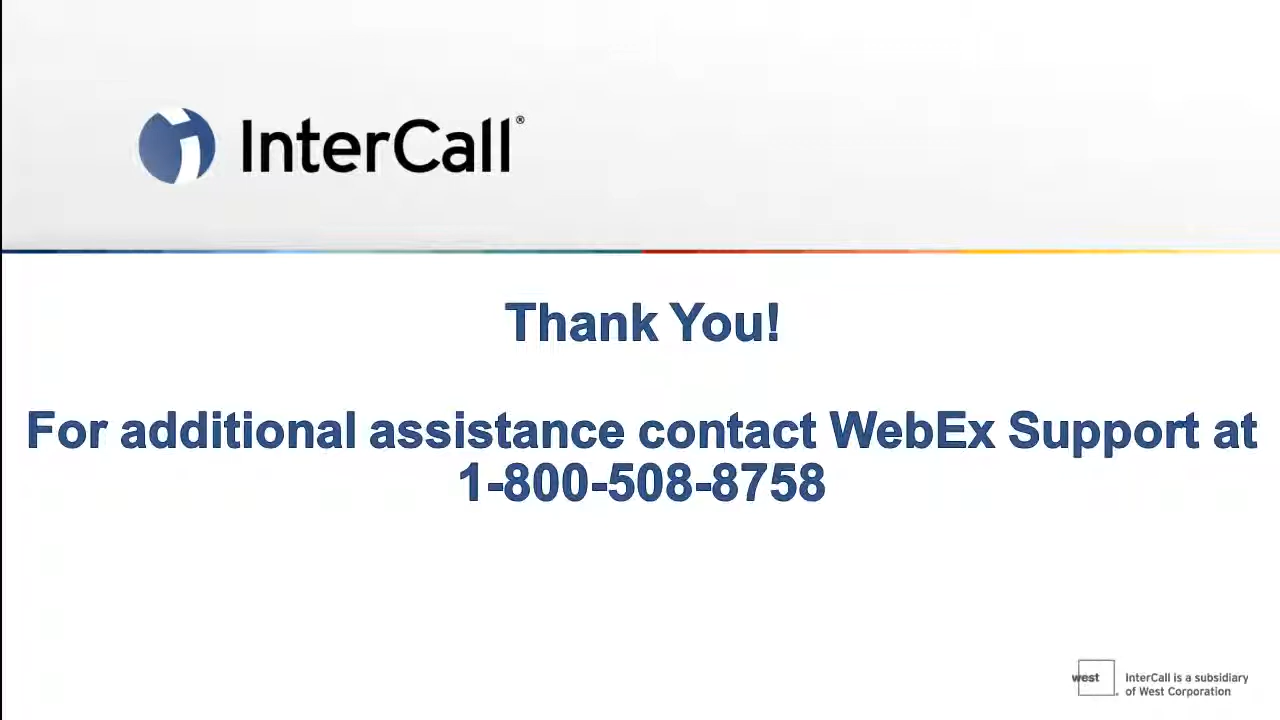 InterCall®
Thank You!
For additional assistance contact WebEx Support at
1-800-508-8758
west
InterCall is a subsidiary
of West Corporation